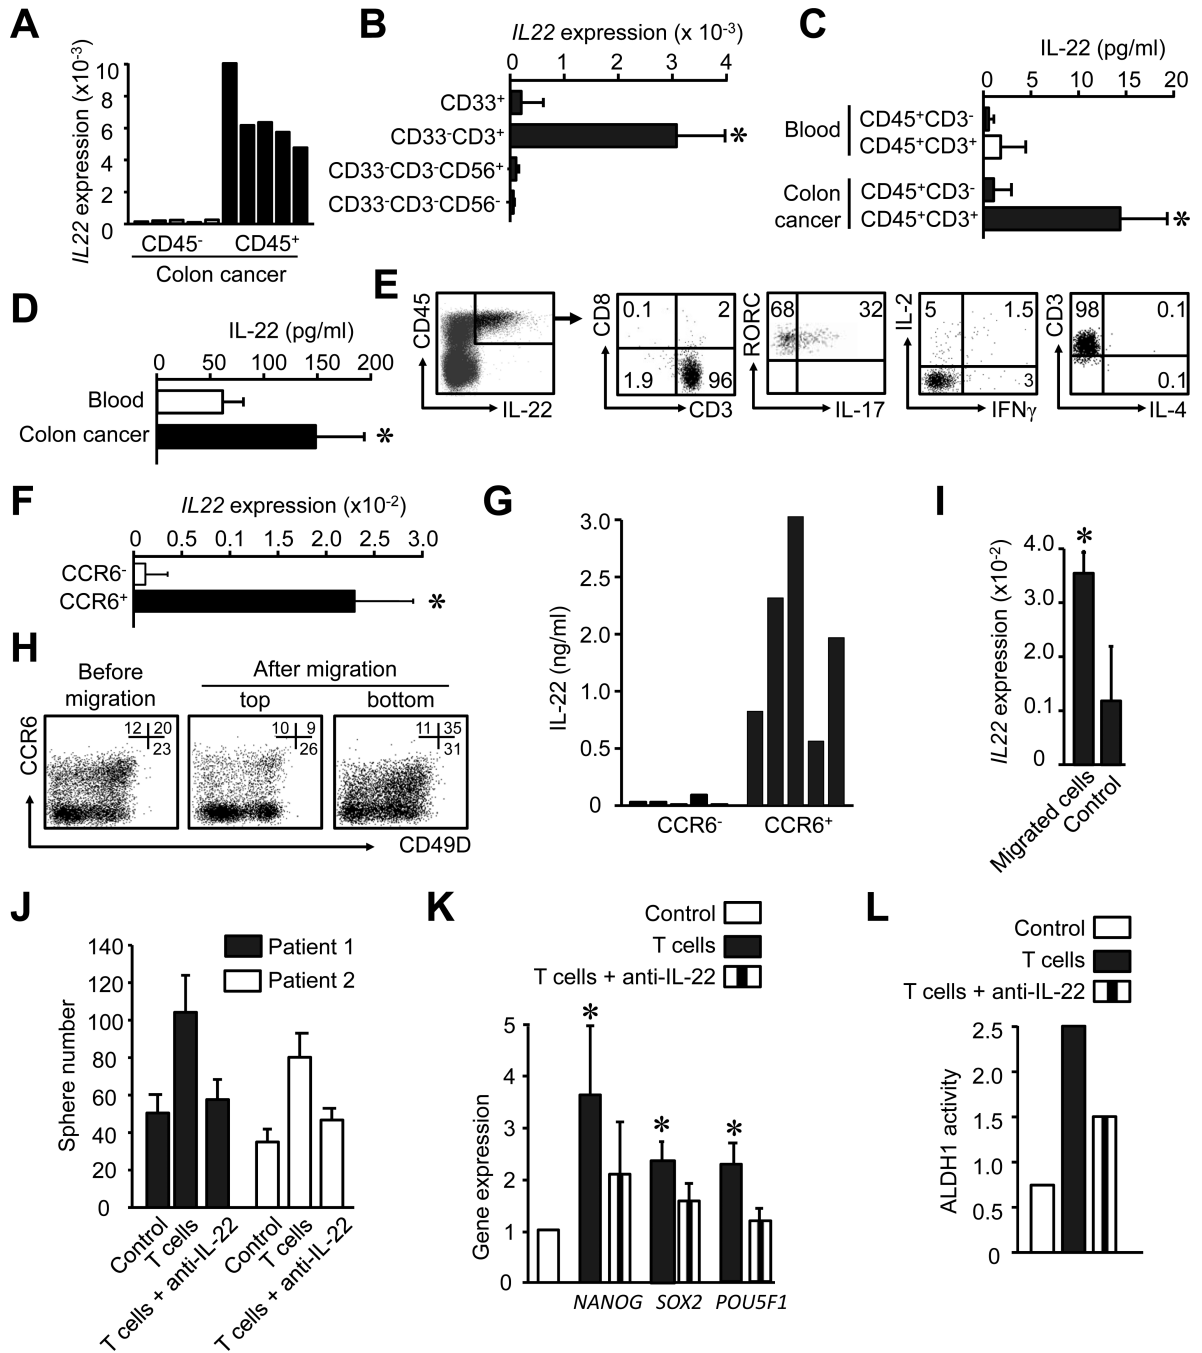 A
IL22 expression (x10-3)
10
8
6
4
2
0
CD45-
CD45+
Colon cancer
B
IL22 expression (x 10-3)
0 1 2 3 4
CD33+
CD33-CD3+
*
CD33-CD3-CD56+
CD33-CD3-CD56-
C
IL-22 (pg/ml)
0 5 10 15 20
Blood
CD45+CD3-
CD45+CD3+
Colon
cancer
CD45+CD3-
CD45+CD3+
*
D
IL-22 (pg/ml)
0 50 100 150 200
Blood
Colon cancer
*
E
CD45
IL-22
CD8
0.1 2
1.9 96
CD3
RORC
68 32
IL-17
IL-2
5 1.5
3
IFNγ
CD3
98 0.1
0.1
IL-4
F
IL22 expression (x10-2)
0 0.5 0.1 1.5 2.0 2.5 3.0
CCR6-
CCR6+
*
G
IL-22 (ng/ml)
3.0
2.5
2.0
1.0
0.5
0
CCR6-
CCR6+
H
Before
migration
After migration
top
bottom
CCR6
12 20
23
10 9
26
11 35
31
CD49D
I
IL22 expression (x10-2)
4.0
3.0
2.0
0.1
0
*
Migrated cells
Control
J
Sphere number
140
120
100
80
60
40
20
0
Patient 1
Patient 2
Control
T cells
T cells + anti-IL-22
Control
T cells
T cells + anti-IL-22
K
Control
T cells
T cells + anti-IL-22
Gene expression
5
4
3
2
1
0
*
*
*
NANOG
SOX2
POU5F1
L
Control
T cells
T cells + anti-IL-22
ALDH1 activity
2.5
2.0
1.5
1.0
0.5
0